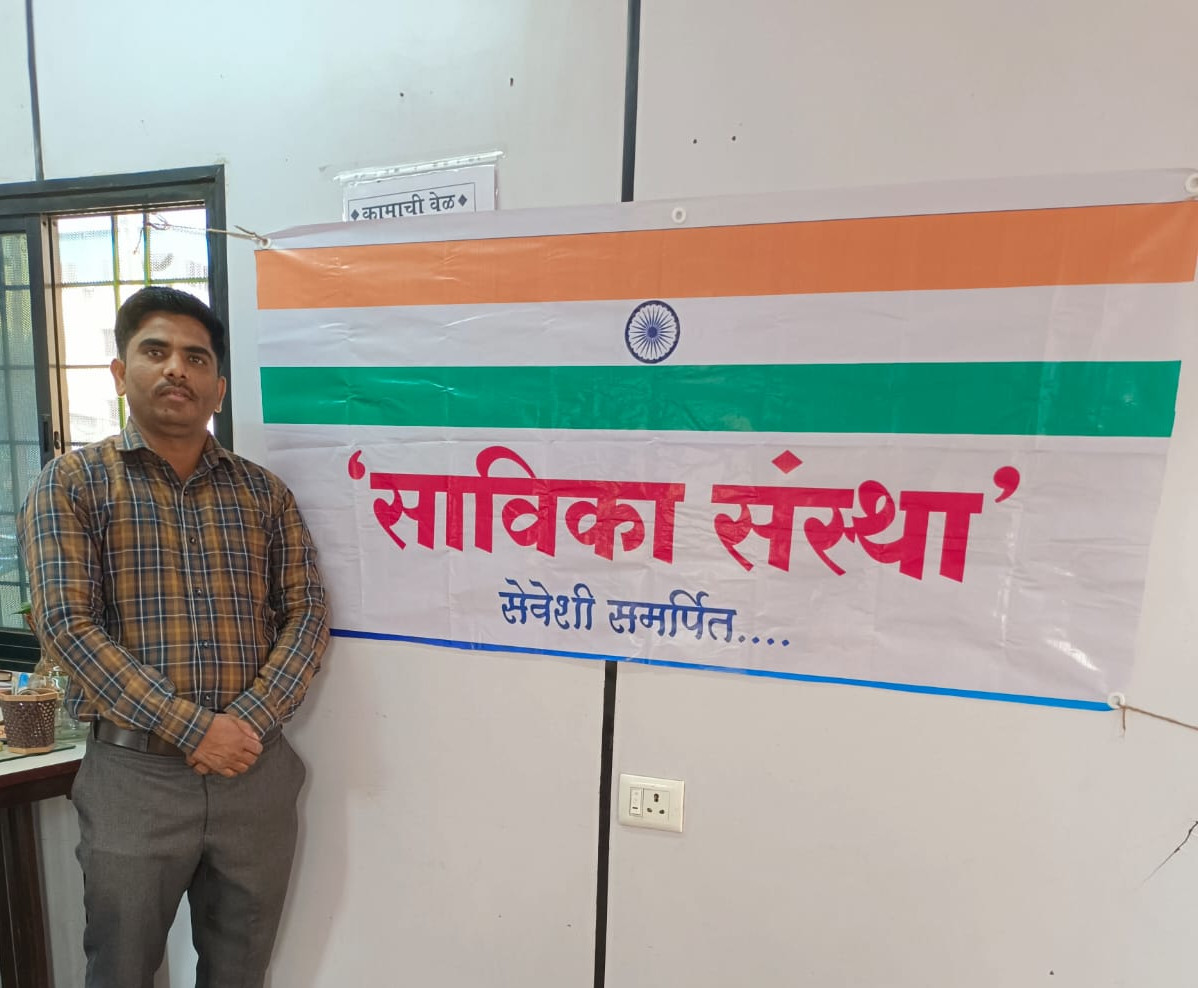 ◆कामाची वेळ◆
‘साविका संस्था’
सेवेशी समर्पित....